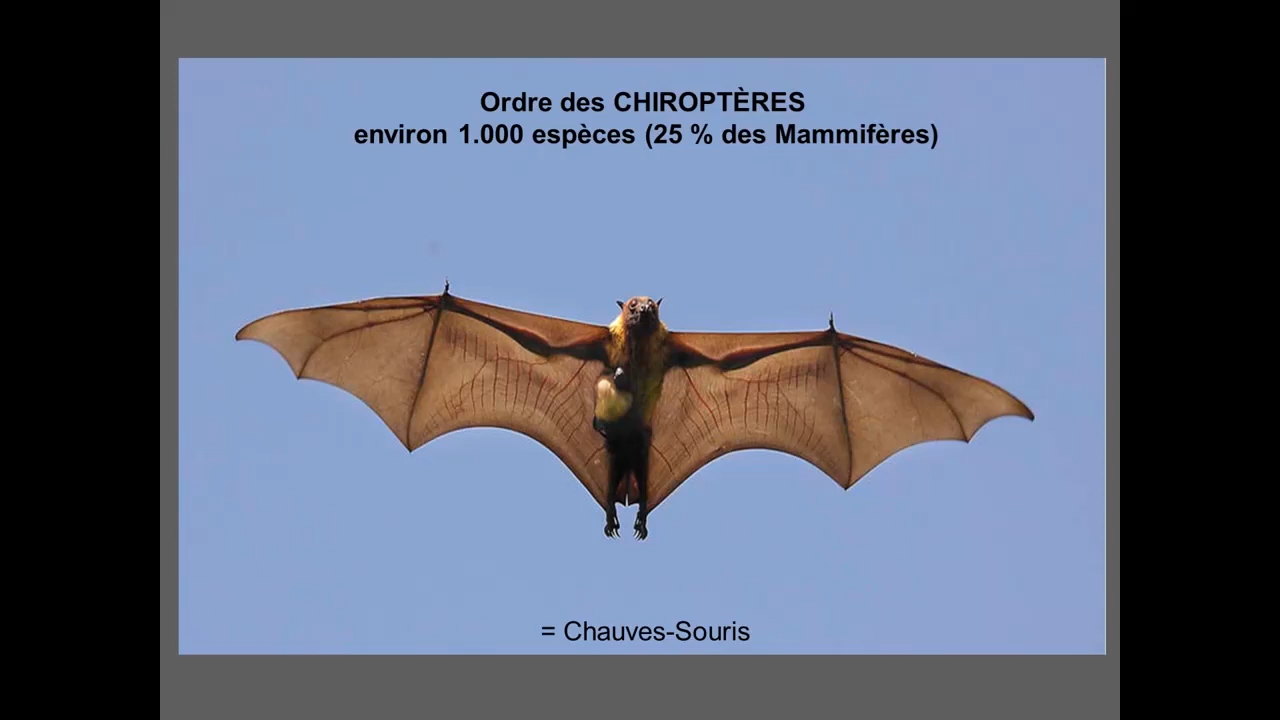 Ordre des CHIROPTÈRES
environ 1.000 espèces (25 % des Mammifères)
= Chauves-Souris